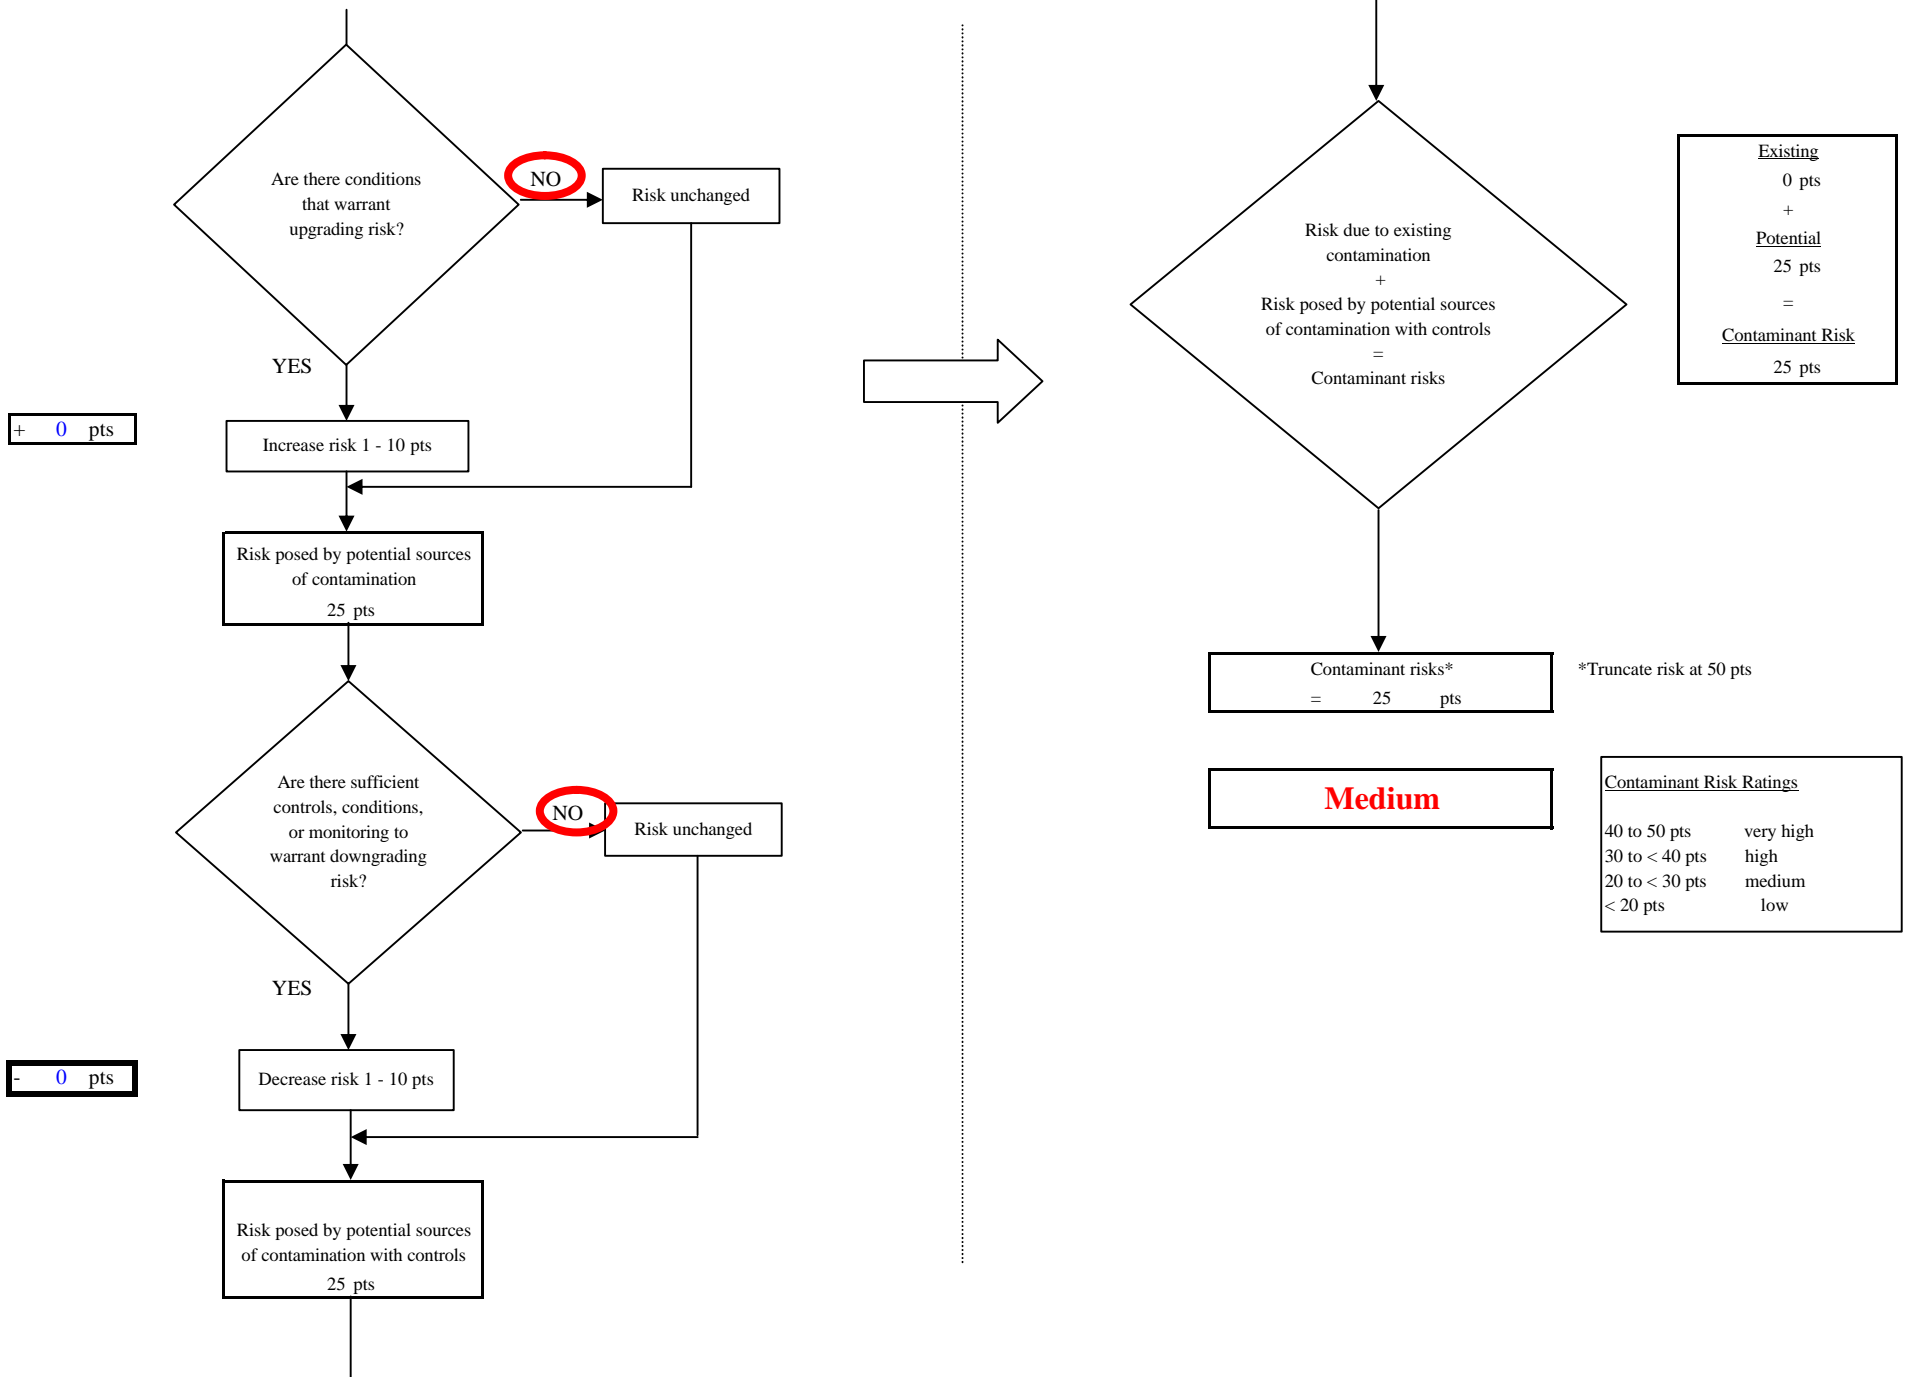 Are there conditions
that warrant
upgrading risk?
NO
Risk unchanged
YES
+ 0 pts
Increase risk 1 - 10 pts
Risk posed by potential sources
of contamination
25 pts
Are there sufficient
controls, conditions,
or monitoring to
warrant downgrading
risk?
NO
Risk unchanged
YES
- 0 pts
Decrease risk 1 - 10 pts
Risk posed by potential sources
of contamination with controls
25 pts
Risk due to existing
contamination
+
Risk posed by potential sources
of contamination with controls
=
Contaminant risks
Existing
0 pts
+
Potential
25 pts
=
Contaminant Risk
25 pts
Contaminant risks*
= 25 pts
*Truncate risk at 50 pts
Medium
Contaminant Risk Ratings
40 to 50 pts very high
30 to < 40 pts high
20 to < 30 pts medium
< 20 pts low